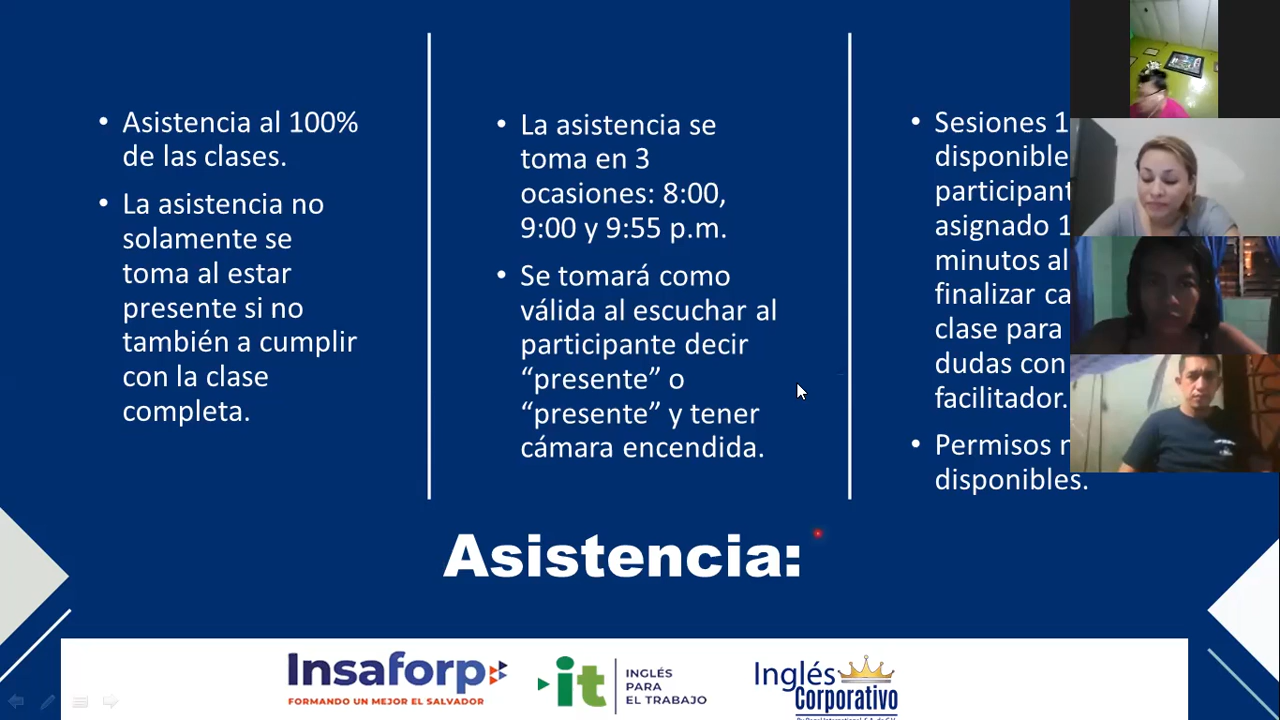 • Asistencia al 100%
de las clases.
• La asistencia no
solamente se
toma al estar
presente si no
también a cumplir
con la clase
completa.
• La asistencia se
toma en 3
ocasiones: 8:00,
9:00 y 9:55 p.m.
• Se tomará como
válida al escuchar al
participante decir
“presente” o
“presente” y tener
cámara encendida.
• Sesiones 1
disponible
participant
asignado 1
minutos al
finalizar ca
clase para
dudas con
facilitador.
• Permisos
disponibles.
Asistencia:
Insaforp
FORMANDO UN MEJOR EL SALVADOR
it
INGLÉS
PARA
EL TRABAJO
Inglés
Corporativo